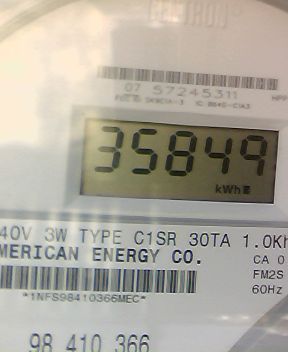 CENTRON®
07 57245311
35849
kWh
40V 3W TYPE C1SR 30TA 1.0Kh
MERICAN ENERGY CO.
CA 0
FM2S
60Hz
*1NFS98410366MEC*
98 410 366